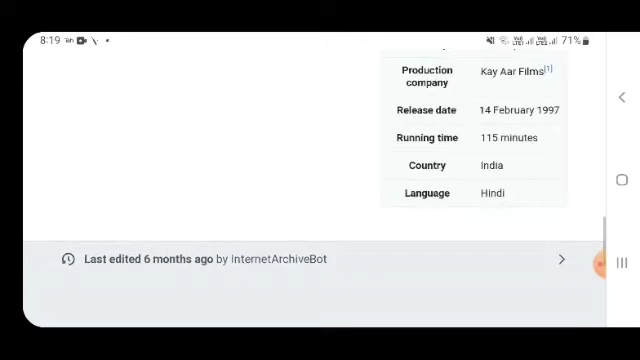 8:19
71%
Production company
Kay Aar Films[1]
Release date 14 February 1997
Running time 115 minutes
Country India
Language Hindi
Last edited 6 months ago by InternetArchiveBot